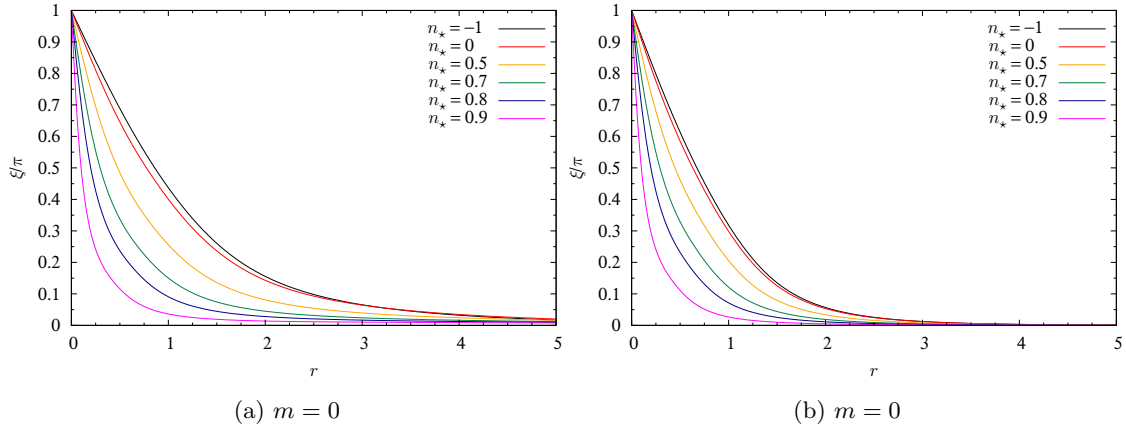 1
0.9
0.8
0.7
0.6
0.5
0.4
0.3
0.2
0.1
0
ξ/π
n⋆ = −1
n⋆ = 0
n⋆ = 0.5
n⋆ = 0.7
n⋆ = 0.8
n⋆ = 0.9
0 1 2 3 4 5
r
(a) m = 0
1
0.9
0.8
0.7
0.6
0.5
0.4
0.3
0.2
0.1
0
ξ/π
n⋆ = −1
n⋆ = 0
n⋆ = 0.5
n⋆ = 0.7
n⋆ = 0.8
n⋆ = 0.9
0 1 2 3 4 5
r
(b) m = 0